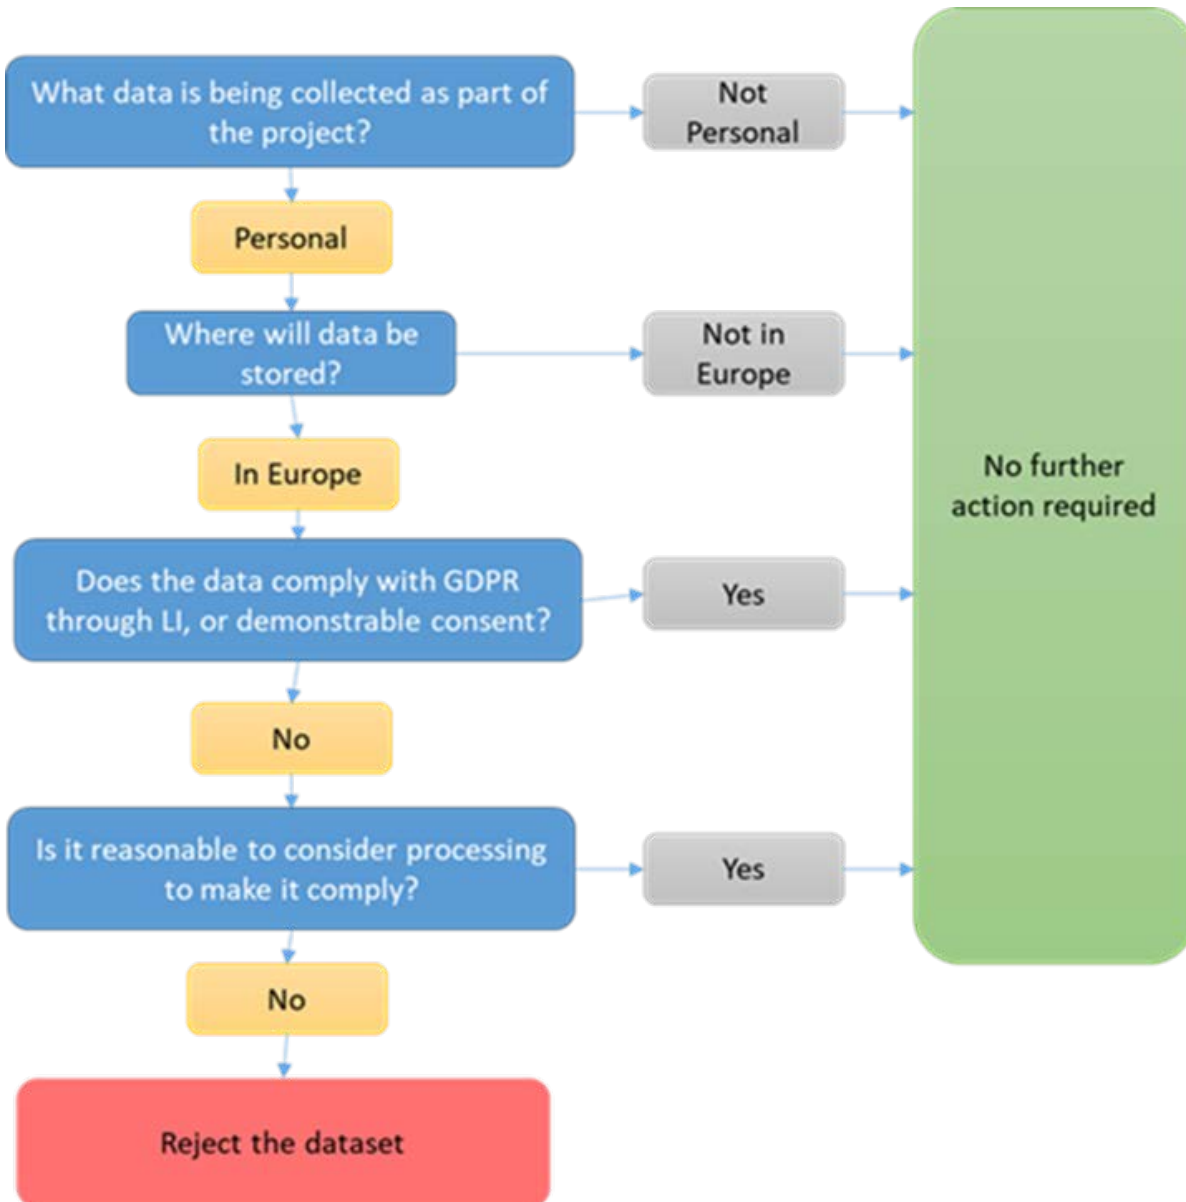 What data is being collected as part of
the project?
Not
Personal
Personal
Where will data be
stored?
Not in
Europe
In Europe
No further
action required
Does the data comply with GDPR
through LI, or demonstrable consent?
Yes
No
Is it reasonable to consider processing
to make it comply?
Yes
No
Reject the dataset